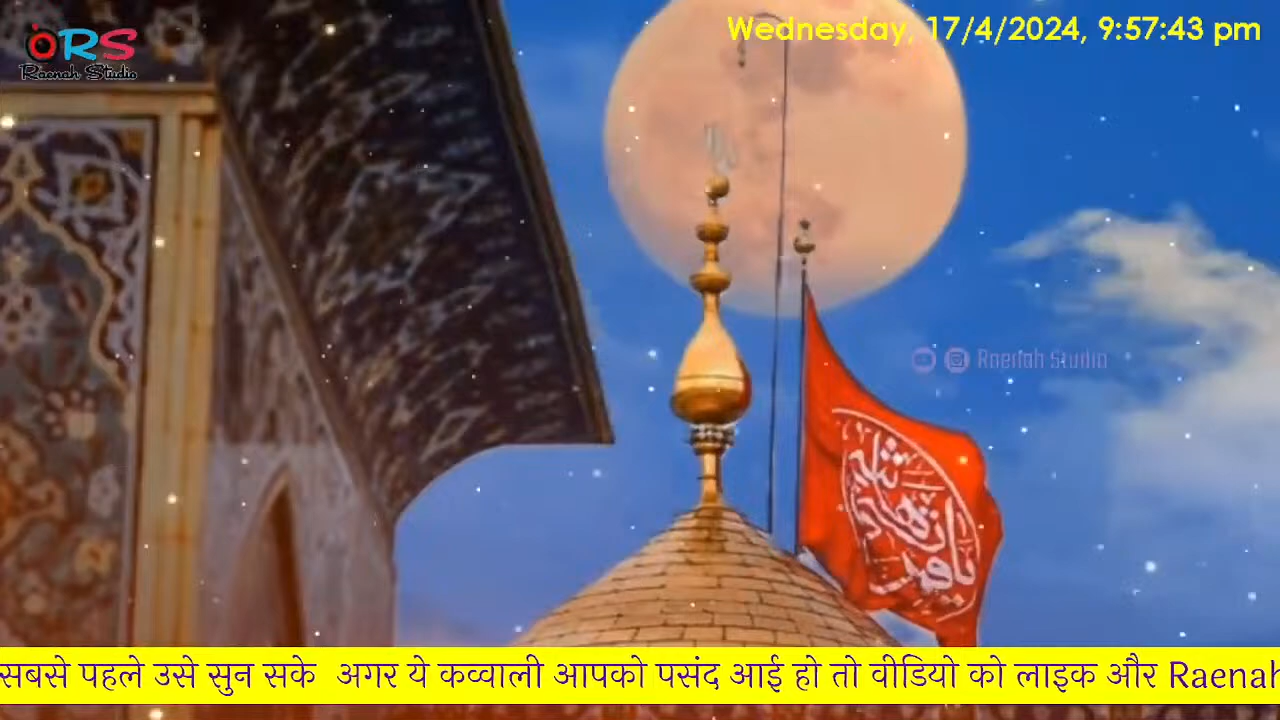 ORS
Raenah Studio
Wednesday, 17/4/2024, 9:57:43 pm
Raenah Studio
सबसे पहले उसे सुन सके अगर ये कव्वाली आपको पसंद आई हो तो वीडियो को लाइक और Raenah